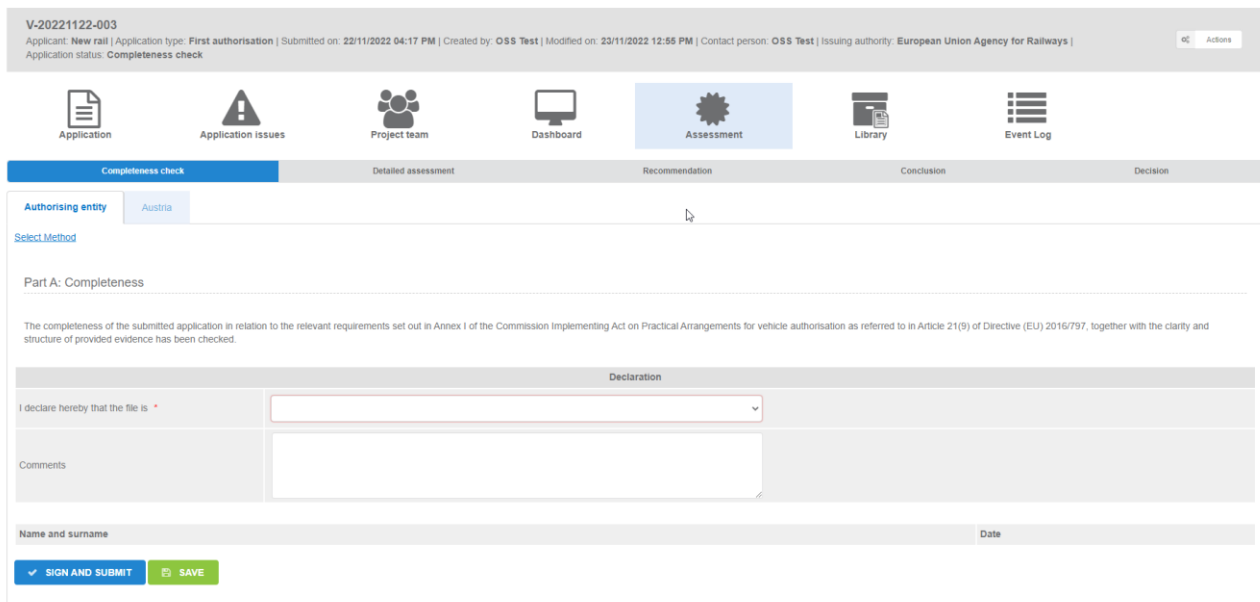 V-20221122-003
Applicant: New rail | Application type: First authorisation | Submitted on: 22/11/2022 04:17 PM | Created by: OSS Test | Modified on: 23/11/2022 12:55 PM | Contact person: OSS Test | Issuing authority: European Union Agency for Railways |
Application status: Completeness check
Actions
Application
Application issues
Project team
Dashboard
Assessment
Library
Event Log
Completeness check
Detailed assessment
Recommendation
Conclusion
Decision
Authorising entity
Austria
Select Method
Part A: Completeness
The completeness of the submitted application in relation to the relevant requirements set out in Annex I of the Commission Implementing Act on Practical Arrangements for vehicle authorisation as referred to in Article 21(9) of Directive (EU) 2016/797, together with the clarity and
structure of provided evidence has been checked.
Declaration
I declare hereby that the file is *
Comments
Name and surname
Date
SIGN AND SUBMIT
SAVE